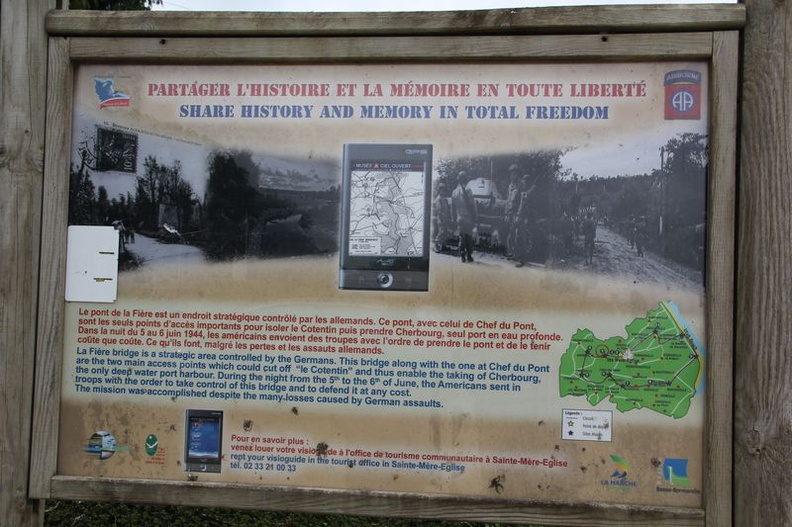 PARTAGER L'HISTOIRE ET LA MÉMOIRE EN TOUTE LIBERTÉ
SHARE HISTORY AND MEMORY IN TOTAL FREEDOM
AIRBORNE
AA
MUSÉE À CIEL OUVERT
Le pont de la Fière est un endroit stratégique contrôlé par les allemands. Ce pont, avec celui de Chef du Pont,
sont les seuls points d'accès importants pour isoler le Cotentin puis prendre Cherbourg, seul port en eau profonde.
Dans la nuit du 5 au 6 juin 1944, les américains envoient des troupes avec l'ordre de prendre le pont et de le tenir
coûte que coûte. Ce qu'ils font, malgré les pertes et les assauts allemands.
La Fière bridge is a strategic area controlled by the Germans. This bridge along with the one at Chef du Pont
are the two main access points which could cut off "le Cotentin" and thus enable the taking of Cherbourg,
the only deep water port harbour. During the night from the 5th to the 6th of June, the Americans sent in
troops with the order to take control of this bridge and to defend it at any cost.
The mission was accomplished despite the many losses caused by German assaults.
Légende :
Pour en savoir plus :
venez louer votre visioguide à l'office de tourisme communautaire à Sainte-Mère-Eglise
rent your visioguide in the tourist office in Sainte-Mère-Eglise
tél. 02 33 21 00 33
LA MANCHE
Basse-Normandie